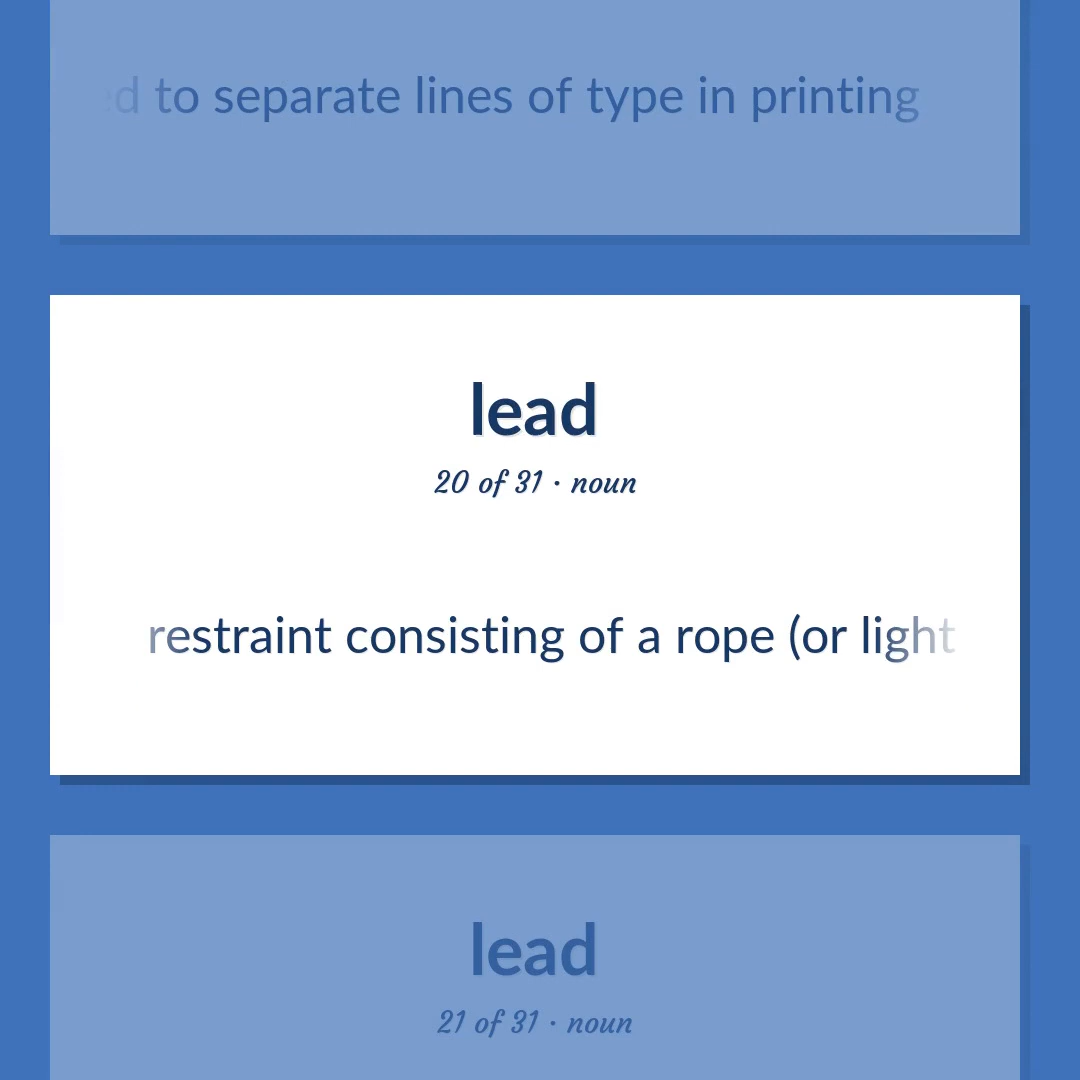 to separate lines of type in printing
lead
20 of 31 · noun
restraint consisting of a rope (or light
lead
21 of 31 · noun